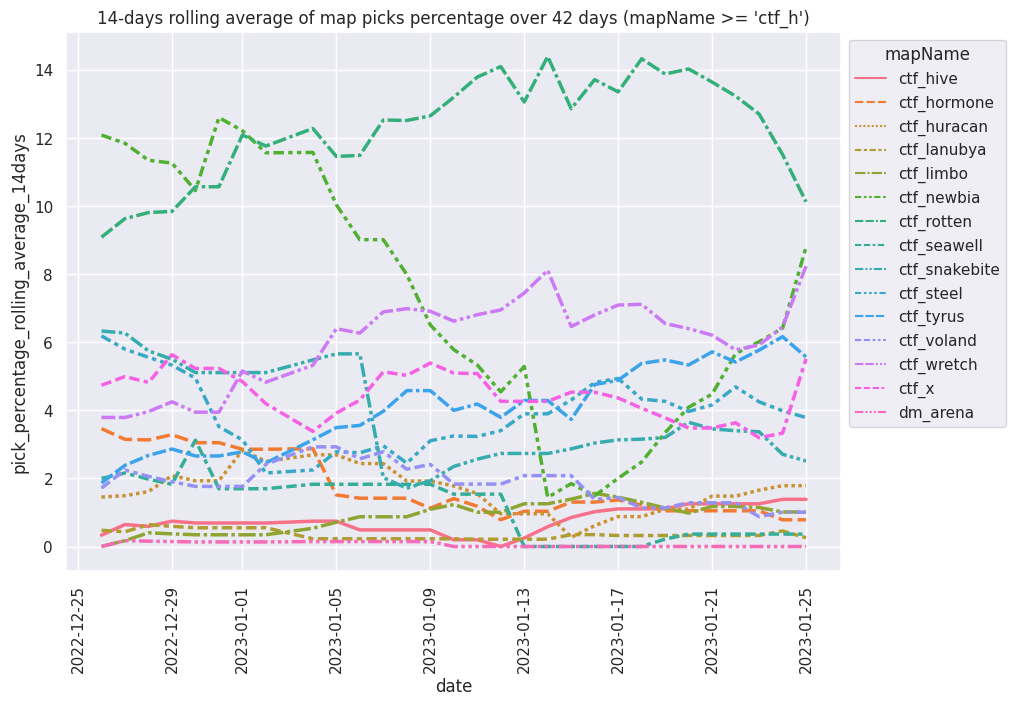 14-days rolling average of map picks percentage over 42 days (mapName >= 'ctf_h')
pick_percentage_rolling_average_14days
14
12
10
8
6
4
2
0
2022-12-25
2022-12-29
2023-01-01
2023-01-05
2023-01-09
2023-01-13
2023-01-17
2023-01-21
2023-01-25
date
mapName
ctf_hive
ctf_hormone
ctf_huracan
ctf_lanubya
ctf_limbo
ctf_newbia
ctf_rotten
ctf_seawell
ctf_snakebite
ctf_steel
ctf_tyrus
ctf_voland
ctf_wretch
ctf_x
dm_arena